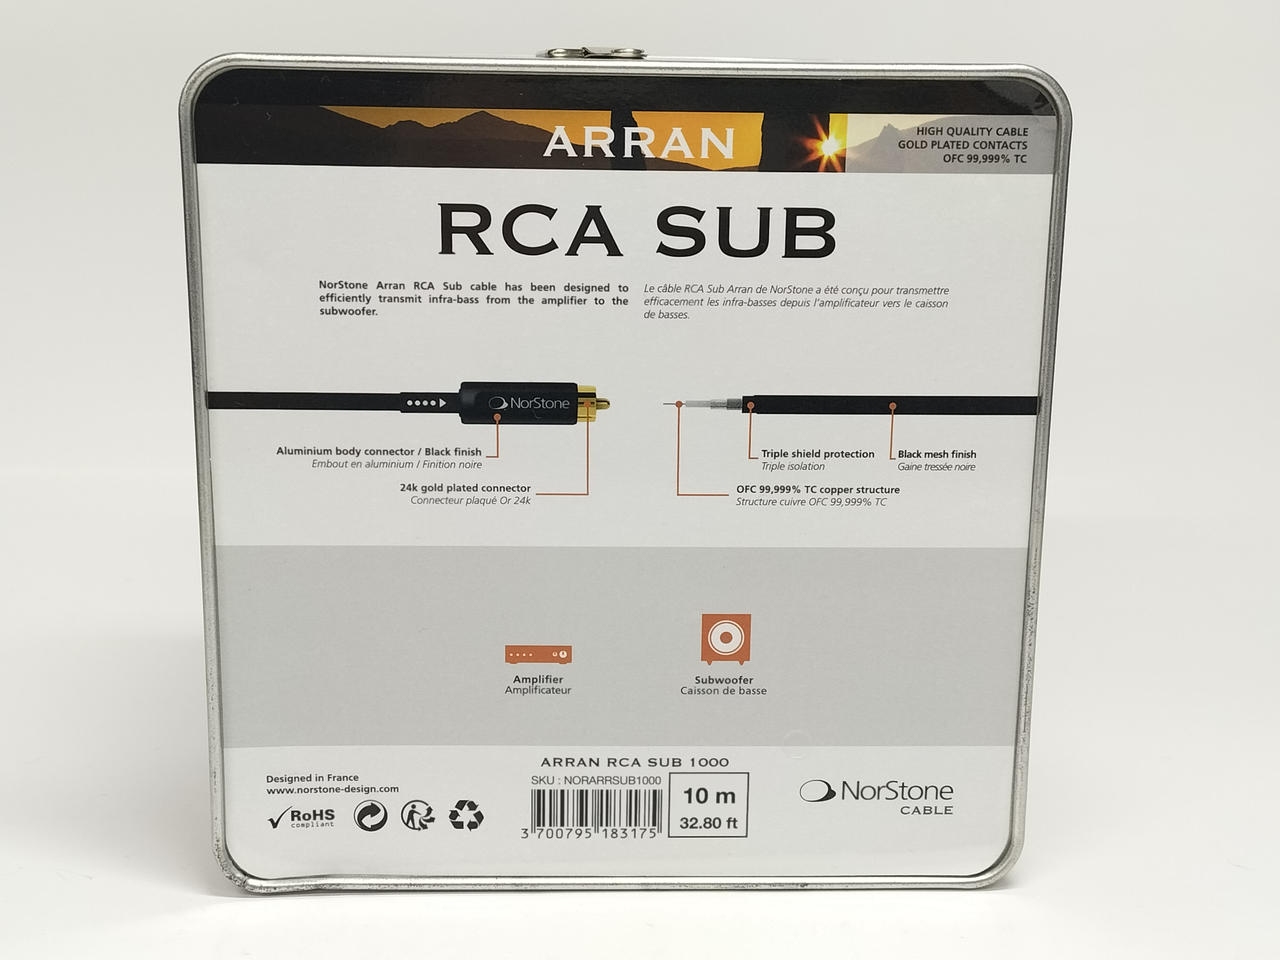 ARRAN
HIGH QUALITY CABLE
GOLD PLATED CONTACTS
OFC 99,999% TC
RCA SUB
NorStone Arran RCA Sub cable has been designed to
efficiently transmit infra-bass from the amplifier to the
subwoofer.
Le câble RCA Sub Arran de NorStone a été conçu pour transmettre
efficacement les infra-basses depuis l'amplificateur vers le caisson
de basses.
NorStone
Aluminium body connector / Black finish
Embout en aluminium / Finition noire
24k gold plated connector
Connecteur plaqué Or 24k
Triple shield protection
Triple isolation
Black mesh finish
Gaine tressée noire
OFC 99,999% TC copper structure
Structure cuivre OFC 99,999% TC
Amplifier
Amplificateur
Subwoofer
Caisson de basse
Designed in France
www.norstone-design.com
RoHS
compliant
ARRAN RCA SUB 1000
SKU : NORARRSUB1000
3 700795 183175
10 m
32.80 ft
NorStone
CABLE